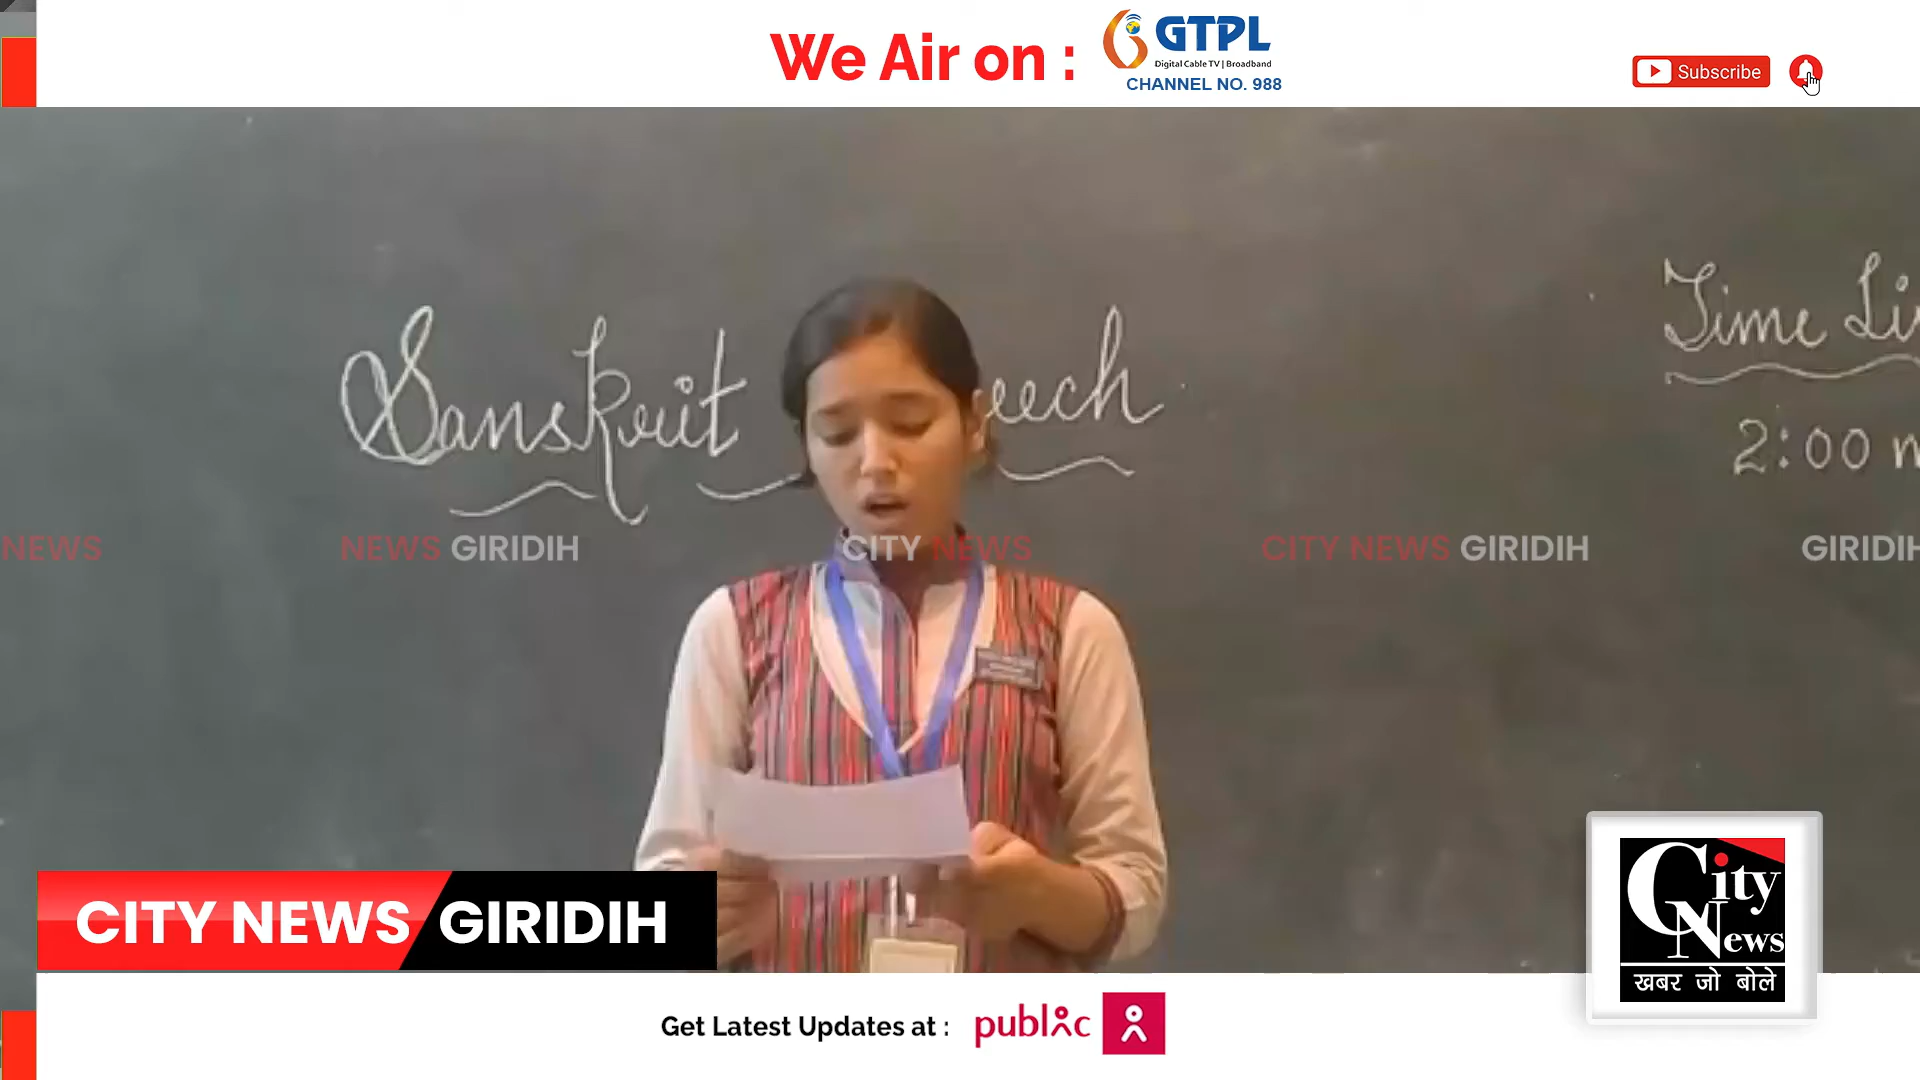 We Air on :
GTPL
Digital Cable TV | Broadband
CHANNEL NO. 988
Subscribe
Sanskrit eech
Time Li
2:00 m
NEWS NEWS GIRIDIH CITY NEWS CITY NEWS GIRIDIH GIRIDIH
CITY NEWS GIRIDIH
City
News
खबर जो बोले
Get Latest Updates at : public